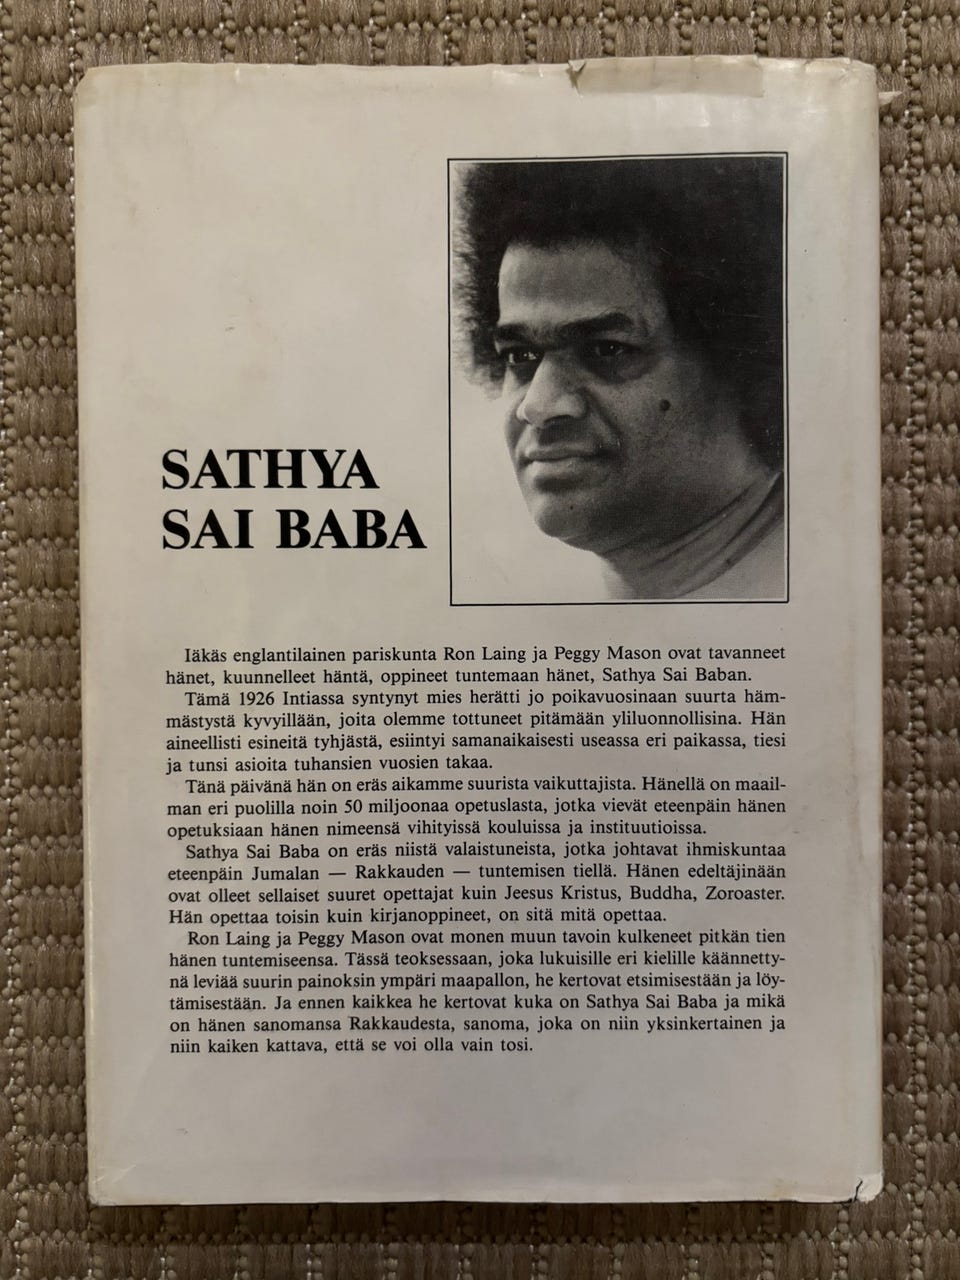 SATHYA
SAI BABA
Iäkäs englantilainen pariskunta Ron Laing ja Peggy Mason ovat tavanneet
hänet, kuunnelleet häntä, oppineet tuntemaan hänet, Sathya Sai Baban.
Tämä 1926 Intiassa syntynyt mies herätti jo poikavuosinaan suurta häm-
mästystä kyvyillään, joita olemme tottuneet pitämään yliluonnollisina. Hän
aineellisti esineitä tyhjästä, esiintyi samanaikaisesti useassa eri paikassa, tiesi
ja tunsi asioita tuhansien vuosien takaa.
Tänä päivänä hän on eräs aikamme suurista vaikuttajista. Hänellä on maail-
man eri puolilla noin 50 miljoonaa opetuslasta, jotka vievät eteenpäin hänen
opetuksiaan hänen nimeensä vihityissä kouluissa ja instituutioissa.
Sathya Sai Baba on eräs niistä valaistuneista, jotka johtavat ihmiskuntaa
eteenpäin Jumalan — Rakkauden — tuntemisen tiellä. Hänen edeltäjinään
ovat olleet sellaiset suuret opettajat kuin Jeesus Kristus, Buddha, Zoroaster.
Hän opettaa toisin kuin kirjanoppineet, on sitä mitä opettaa.
Ron Laing ja Peggy Mason ovat monen muun tavoin kulkeneet pitkän tien
hänen tuntemiseensa. Tässä teoksessaan, joka lukuisille eri kielille käännetty-
nä leviää suurin painoksin ympäri maapallon, he kertovat etsimisestään ja löy-
tämisestään. Ja ennen kaikkea he kertovat kuka on Sathya Sai Baba ja mikä
on hänen sanomansa Rakkaudesta, sanoma, joka on niin yksinkertainen ja
niin kaiken kattava, että se voi olla vain tosi.